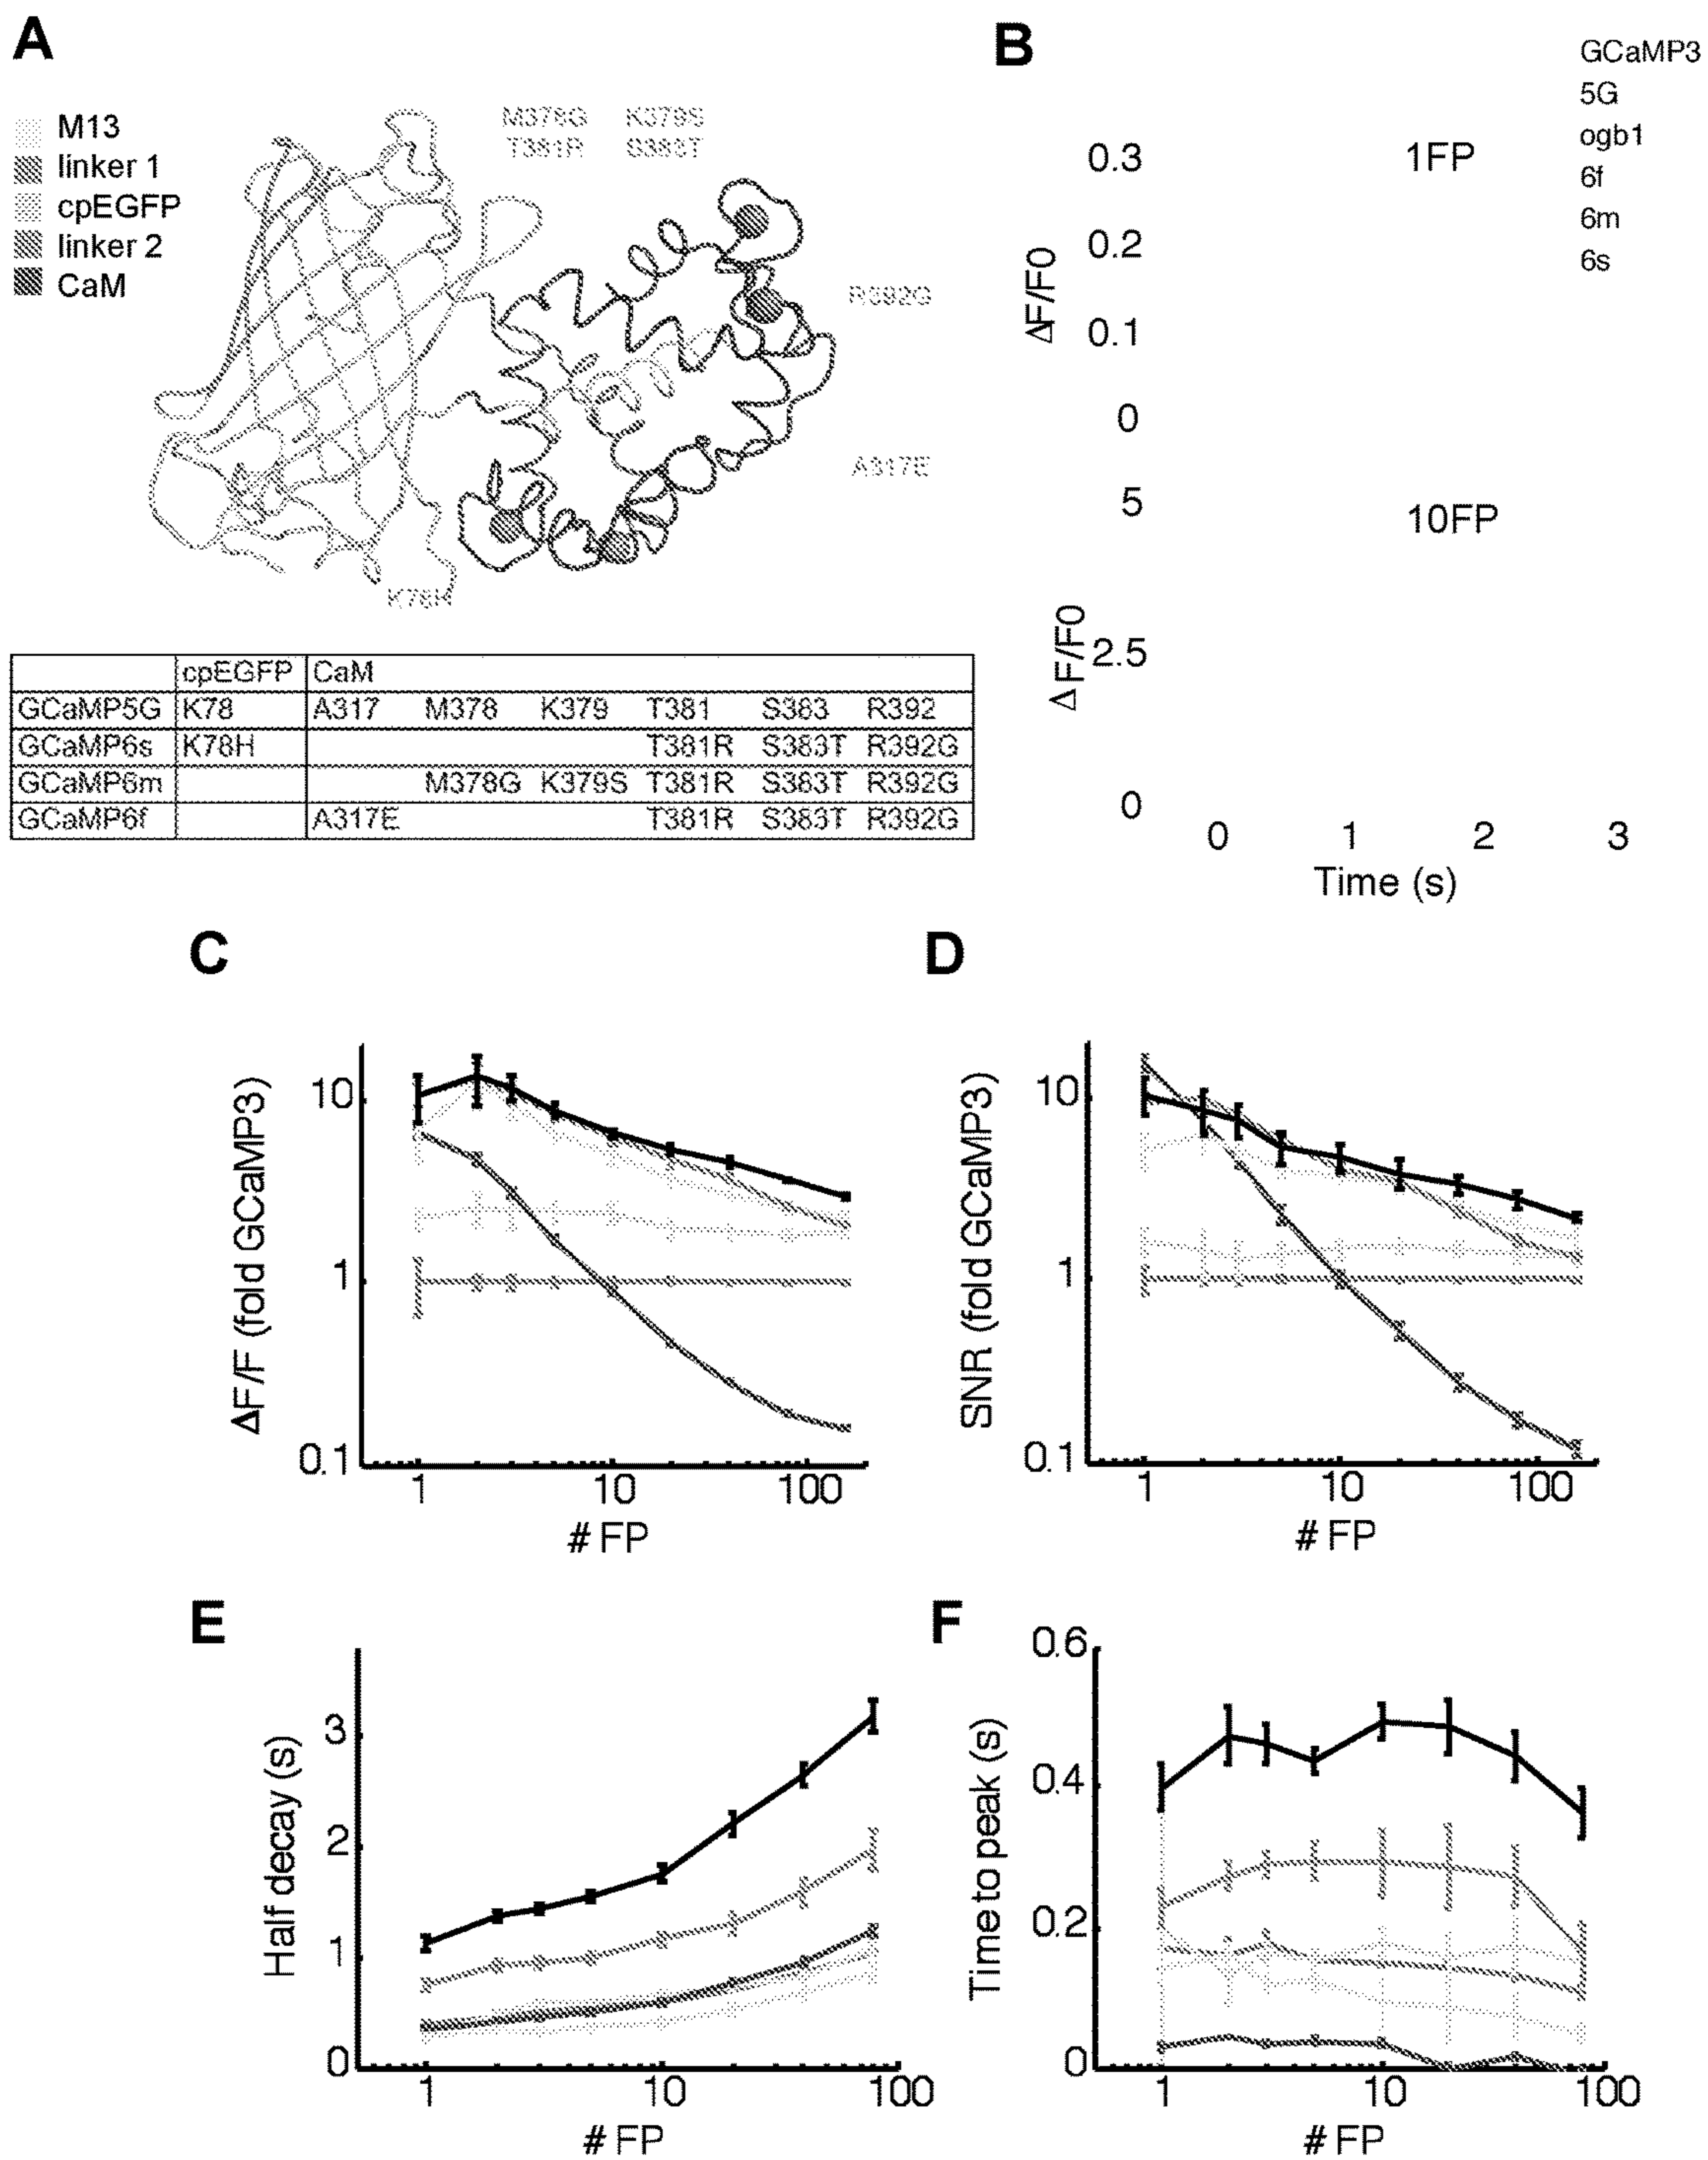 A
M13
linker 1
cpEGFP
linker 2
CaM
M378G K379S
T381R S383T
R392G
A317E
K78H
cpEGFP CaM
GCaMP5G K78 A317 M378 K379 T381 S383 R392
GCaMP6s K78H T381R S383T R392G
GCaMP6m M378G K379S T381R S383T R392G
GCaMP6f A317E T381R S383T R392G
B
GCaMP3
5G
ogb1
6f
6m
6s
1FP
0.3
0.2
0.1
0
ΔF/F0
10FP
5
2.5
0
ΔF/F0
0 1 2 3
Time (s)
C
10
1
0.1
ΔF/F (fold GCaMP3)
1 10 100
# FP
D
10
1
0.1
SNR (fold GCaMP3)
1 10 100
# FP
E
3
2
1
0
Half decay (s)
1 10 100
# FP
F
0.6
0.4
0.2
0
Time to peak (s)
1 10 100
# FP